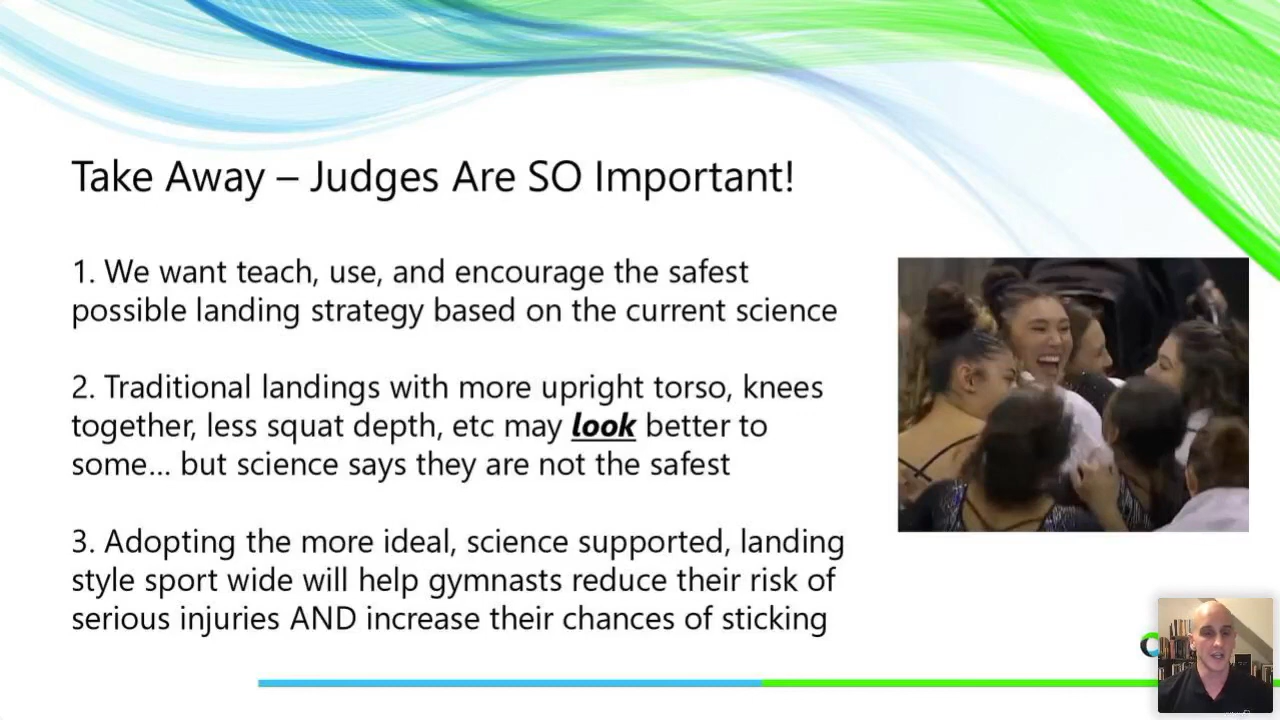 Take Away – Judges Are SO Important!
1. We want teach, use, and encourage the safest
possible landing strategy based on the current science
2. Traditional landings with more upright torso, knees
together, less squat depth, etc may look better to
some... but science says they are not the safest
3. Adopting the more ideal, science supported, landing
style sport wide will help gymnasts reduce their risk of
serious injuries AND increase their chances of sticking